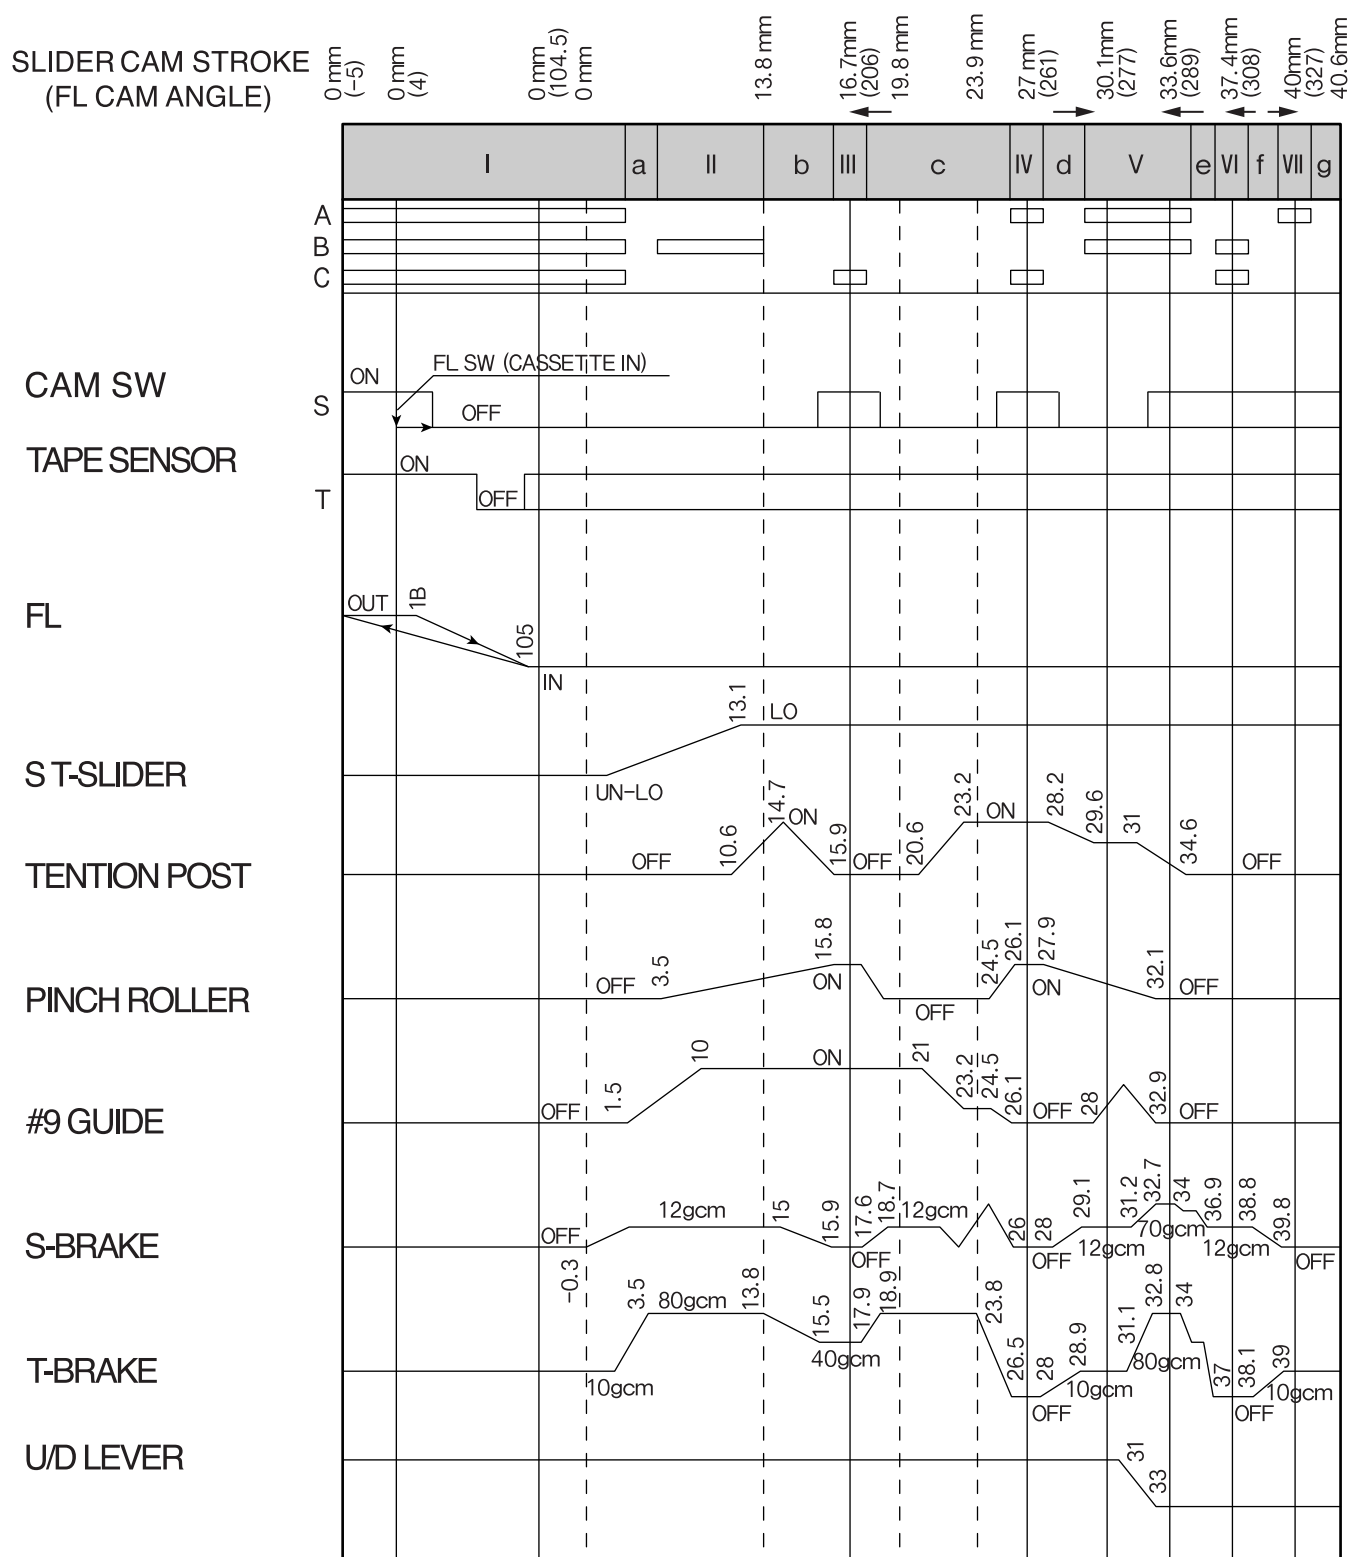 SLIDER CAM STROKE
(FL CAM ANGLE)
0 mm
(-5)
0 mm
(4)
0 mm
(104.5)
0 mm
13.8 mm
16.7mm
(206)
19.8 mm
23.9 mm
27 mm
(261)
30.1mm
(277)
33.6mm
(289)
37.4mm
(308)
40mm
(327)
40.6mm
I a II b III c IV d V e VI f VII g
A
B
C
CAM SW
ON
FL SW (CASSETTE IN)
S
OFF
TAPE SENSOR
ON
T
OFF
FL
OUT
1B
105
IN
S T-SLIDER
UN-LO
13.1
LO
TENTION POST
OFF
10.6
14.7
ON
15.9
OFF
20.6
23.2
ON
28.2
29.6
31
34.6
OFF
PINCH ROLLER
OFF
3.5
15.8
ON
OFF
24.5
26.1
27.9
ON
32.1
OFF
#9 GUIDE
OFF
1.5
10
ON
21
23.2
24.5
26.1
OFF
28
32.9
OFF
S-BRAKE
OFF
-0.3
12gcm
15
15.9
OFF
17.6
18.7
12gcm
26
28
OFF
29.1
12gcm
31.2
32.7
70gcm
34
36.9
12gcm
38.8
39.8
OFF
T-BRAKE
10gcm
3.5
80gcm
13.8
15.5
40gcm
17.9
18.9
23.8
26.5
28
OFF
28.9
10gcm
31.1
32.8
80gcm
34
37
OFF
38.1
39
10gcm
U/D LEVER
31
33